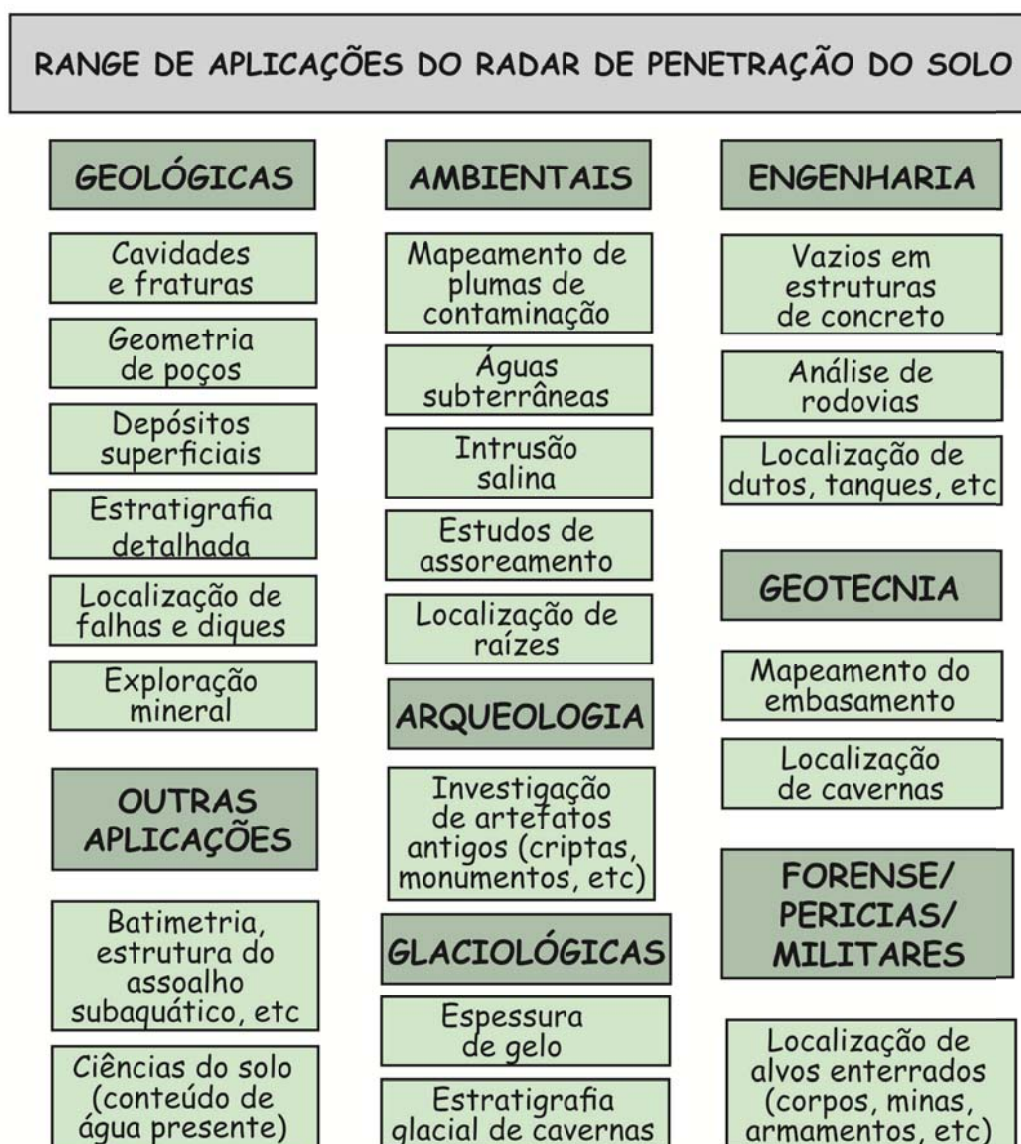 RANGE DE APLICAÇÕES DO RADAR DE PENETRAÇÃO DO SOLO
GEOLÓGICAS
Cavidades
e fraturas
Geometria
de poços
Depósitos
superficiais
Estratigrafia
detalhada
Localização de
falhas e diques
Exploração
mineral
OUTRAS
APLICAÇÕES
Batimetria,
estrutura do
assoalho
subaquático, etc
Ciências do solo
(conteúdo de
água presente)
AMBIENTAIS
Mapeamento de
plumas de
contaminação
Águas
subterrâneas
Intrusão
salina
Estudos de
assoreamento
Localização de
raízes
ARQUEOLOGIA
Investigação
de artefatos
antigos (criptas,
monumentos, etc)
GLACIOLÓGICAS
Espessura
de gelo
Estratigrafia
glacial de cavernas
ENGENHARIA
Vazios em
estruturas
de concreto
Análise de
rodovias
Localização de
dutos, tanques, etc
GEOTECNIA
Mapeamento do
embasamento
Localização
de cavernas
FORENSE/
PERICIAS/
MILITARES
Localização de
alvos enterrados
(corpos, minas,
armamentos, etc)